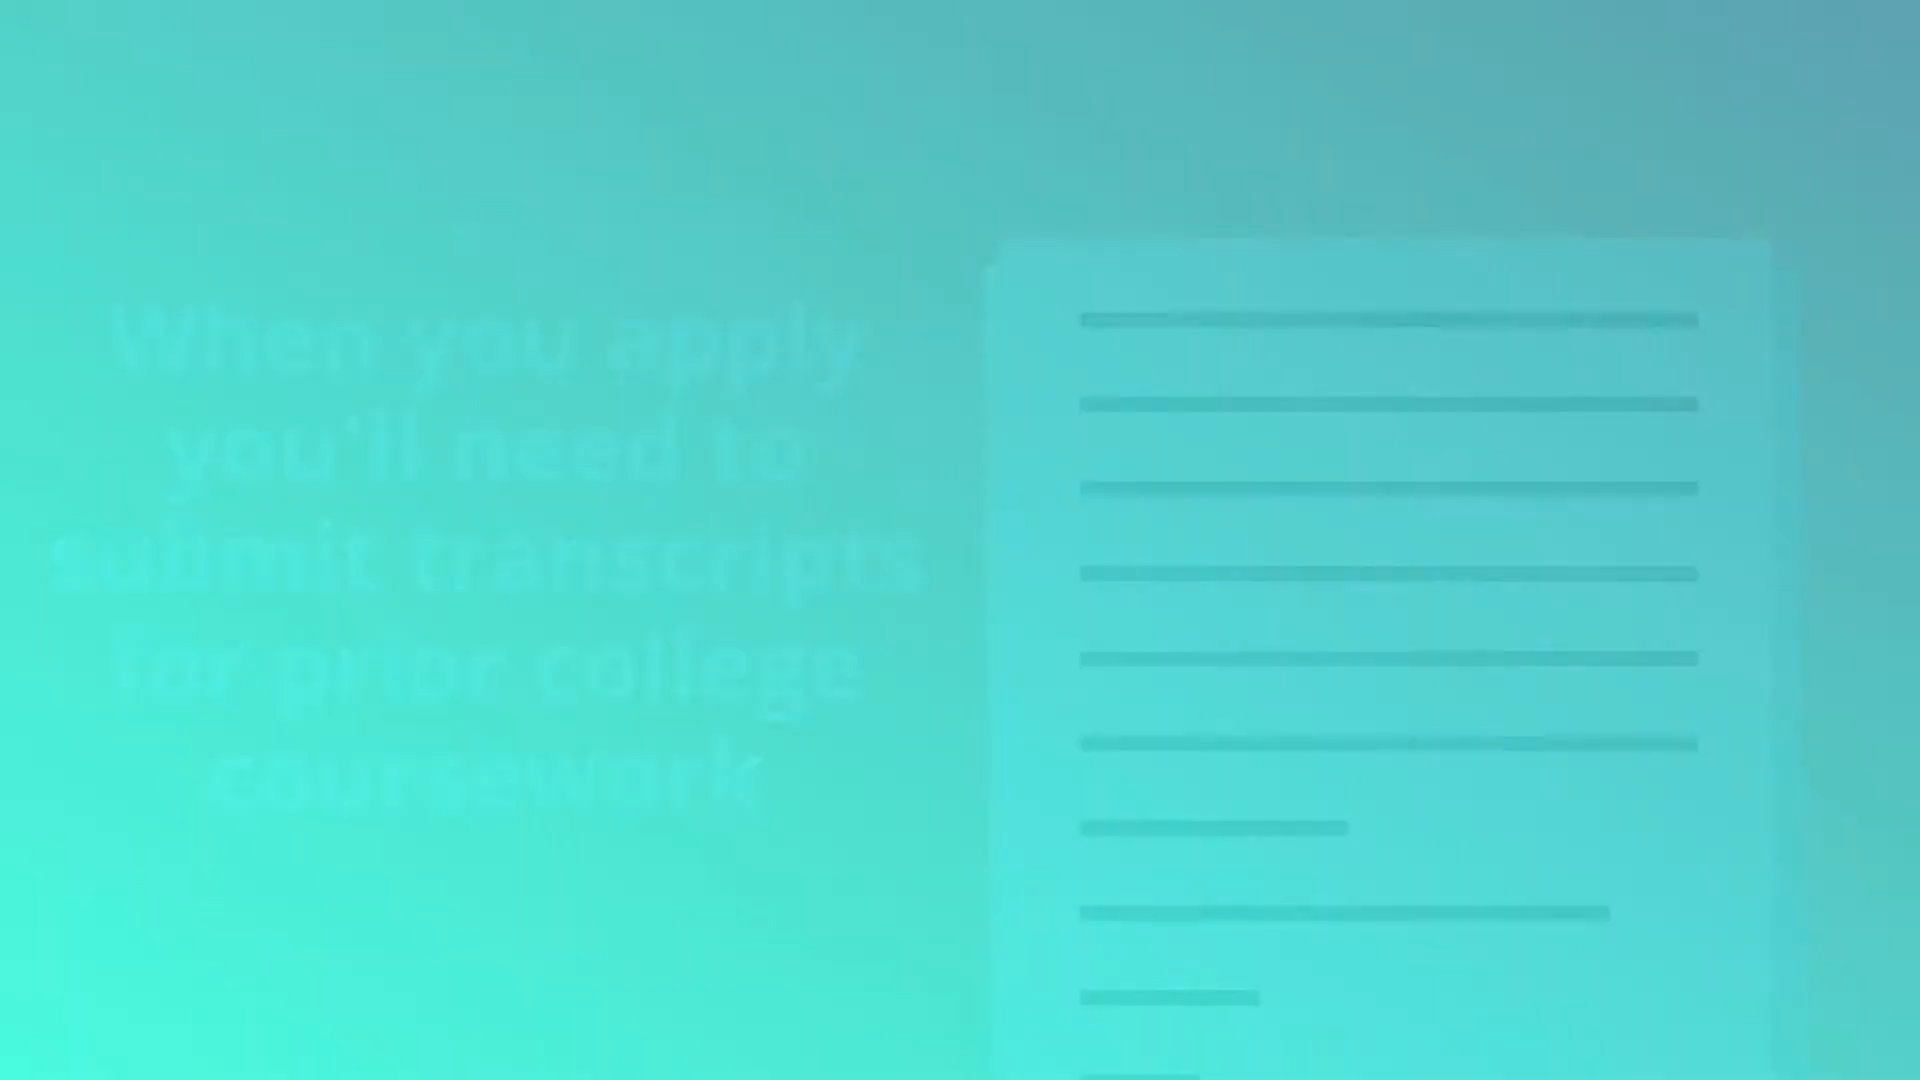 When you apply
you'll need to
submit transcripts
for prior college
coursework